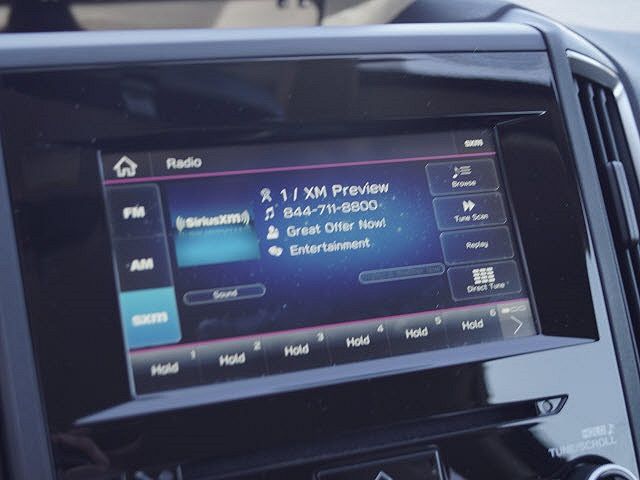 Radio
sxm
FM
AM
sxm
((SiriusXM))
1 / XM Preview
844-711-8800
Great Offer Now!
Entertainment
Browse
Tune Scan
Replay
Direct Tune
Sound
Hold 1
Hold 2
Hold 3
Hold 4
Hold 5
Hold 6
TUNE/SCROLL